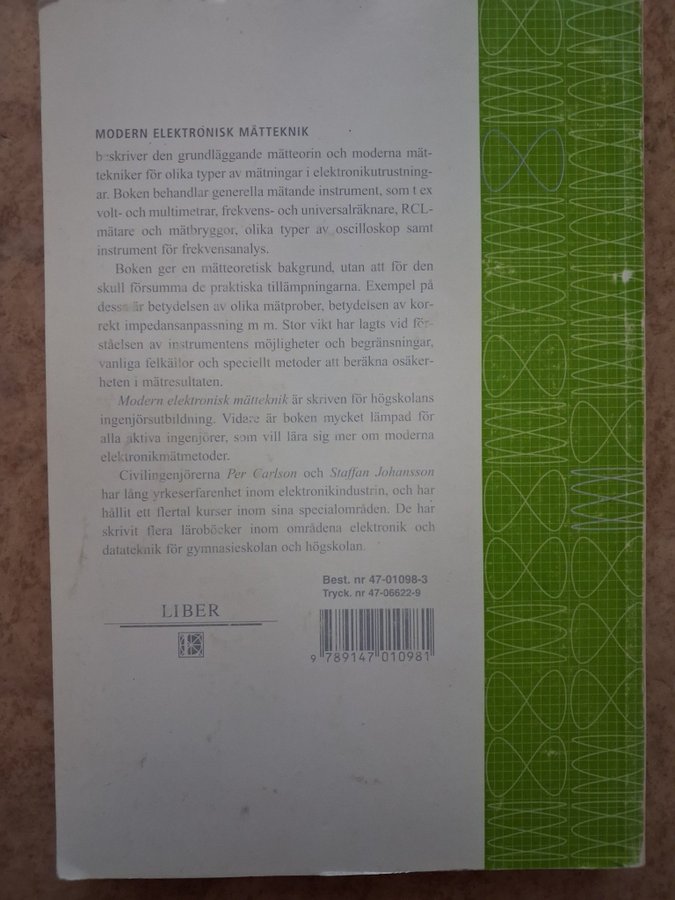 MODERN ELEKTRONISK MÄTTEKNIK
beskriver den grundläggande mätteorin och moderna mät-
tekniker för olika typer av mätningar i elektronikutrustning-
ar. Boken behandlar generella mätande instrument, som t ex
volt- och multimetrar, frekvens- och universalräknare, RCL-
mätare och mätbryggor, olika typer av oscilloskop samt
instrument för frekvensanalys.
Boken ger en mätteoretisk bakgrund, utan att för den
skull försumma de praktiska tillämpningarna. Exempel på
dessa är betydelsen av olika mätprober, betydelsen av kor-
rekt impedansanpassning m m. Stor vikt har lagts vid för-
ståelsen av instrumentens möjligheter och begränsningar,
vanliga felkällor och speciellt metoder att beräkna osäker-
heten i mätresultaten.
Modern elektronisk mätteknik är skriven för högskolans
ingenjörsutbildning. Vidare är boken mycket lämpad för
alla aktiva ingenjörer, som vill lära sig mer om moderna
elektronikmätmetoder.
Civilingenjörerna Per Carlson och Staffan Johansson
har lång yrkeserfarenhet inom elektronikindustrin, och har
hållit ett flertal kurser inom sina specialområden. De har
skrivit flera läroböcker inom områdena elektronik och
datateknik för gymnasieskolan och högskolan.
Best. nr 47-01098-3
Tryck. nr 47-06622-9
LIBER
9 789147 010981